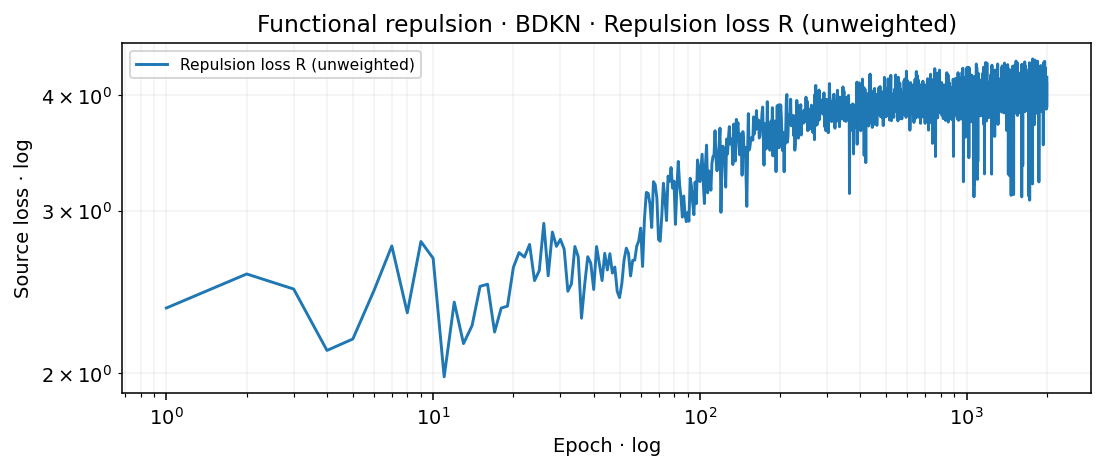 Functional repulsion · BDKN · Repulsion loss R (unweighted)
Repulsion loss R (unweighted)
Source loss · log
4 × 10⁰
3 × 10⁰
2 × 10⁰
10⁰ 10¹ 10² 10³
Epoch · log